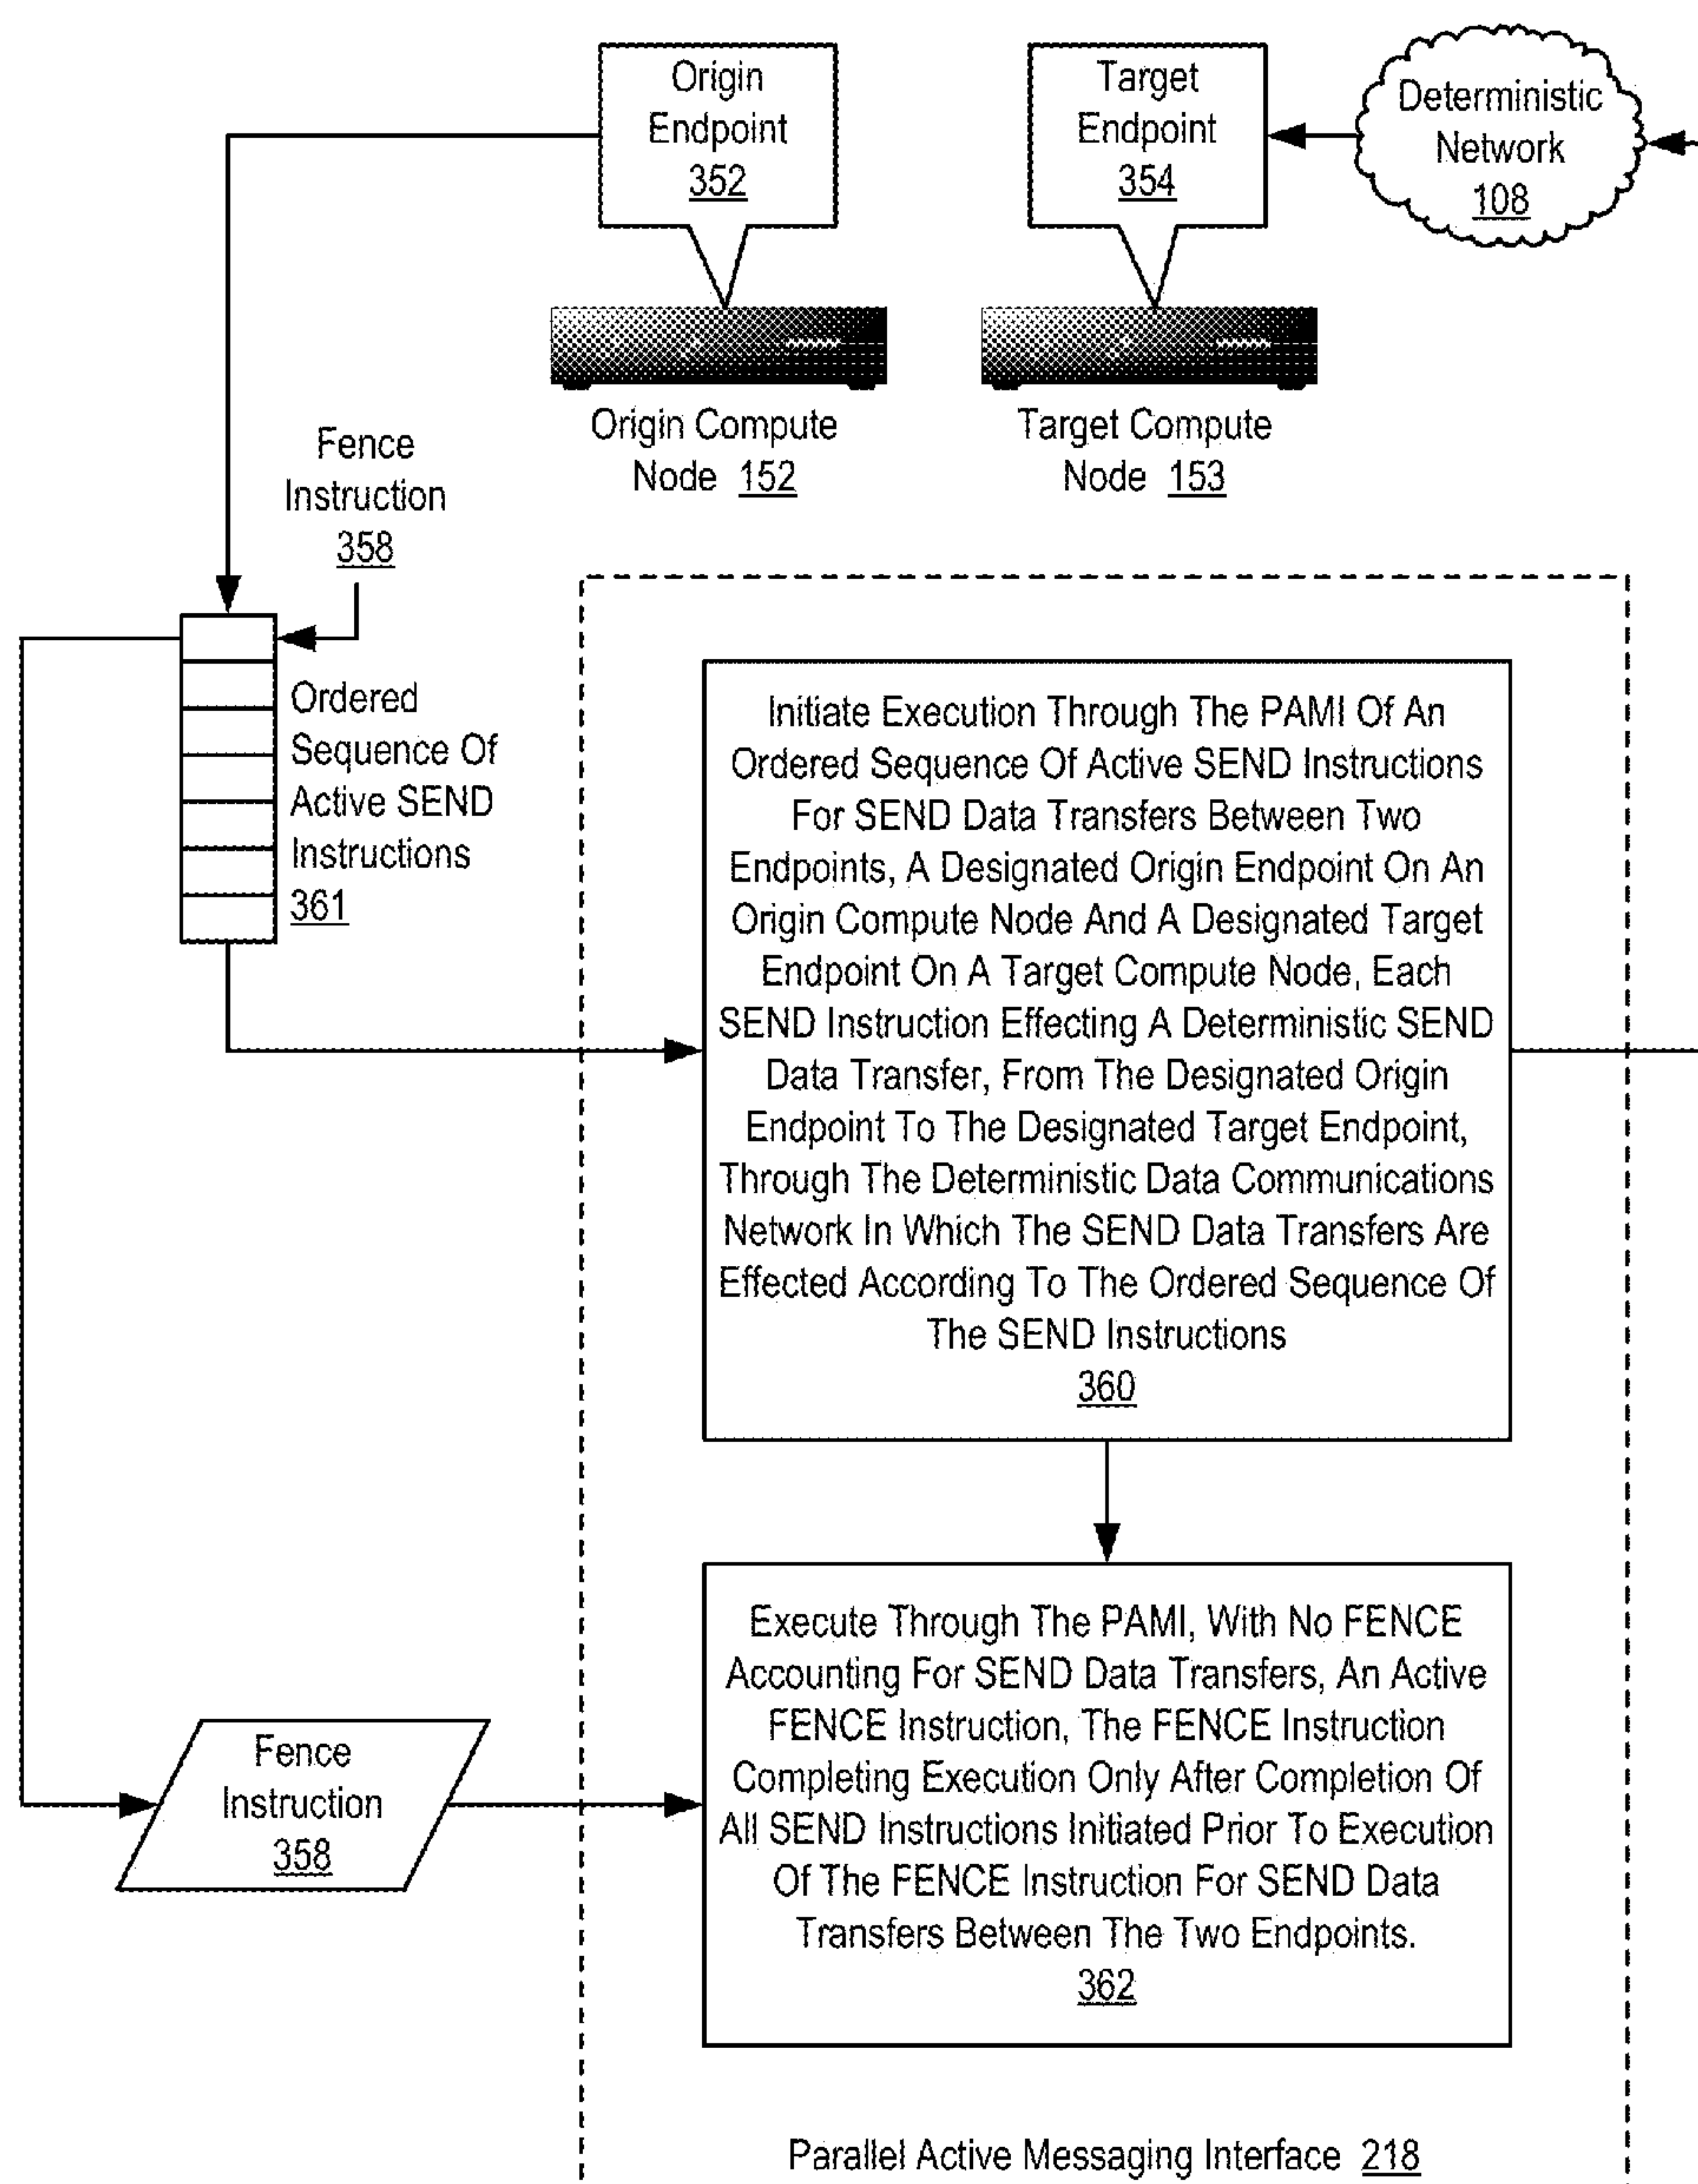 Origin
Endpoint
352
Target
Endpoint
354
Deterministic
Network
108
Origin Compute
Node 152
Target Compute
Node 153
Fence
Instruction
358
Ordered
Sequence Of
Active SEND
Instructions
361
Initiate Execution Through The PAMI Of An
Ordered Sequence Of Active SEND Instructions
For SEND Data Transfers Between Two
Endpoints, A Designated Origin Endpoint On An
Origin Compute Node And A Designated Target
Endpoint On A Target Compute Node, Each
SEND Instruction Effecting A Deterministic SEND
Data Transfer, From The Designated Origin
Endpoint To The Designated Target Endpoint,
Through The Deterministic Data Communications
Network In Which The SEND Data Transfers Are
Effected According To The Ordered Sequence Of
The SEND Instructions
360
Execute Through The PAMI, With No FENCE
Accounting For SEND Data Transfers, An Active
FENCE Instruction, The FENCE Instruction
Completing Execution Only After Completion Of
All SEND Instructions Initiated Prior To Execution
Of The FENCE Instruction For SEND Data
Transfers Between The Two Endpoints.
362
Fence
Instruction
358
Parallel Active Messaging Interface 218